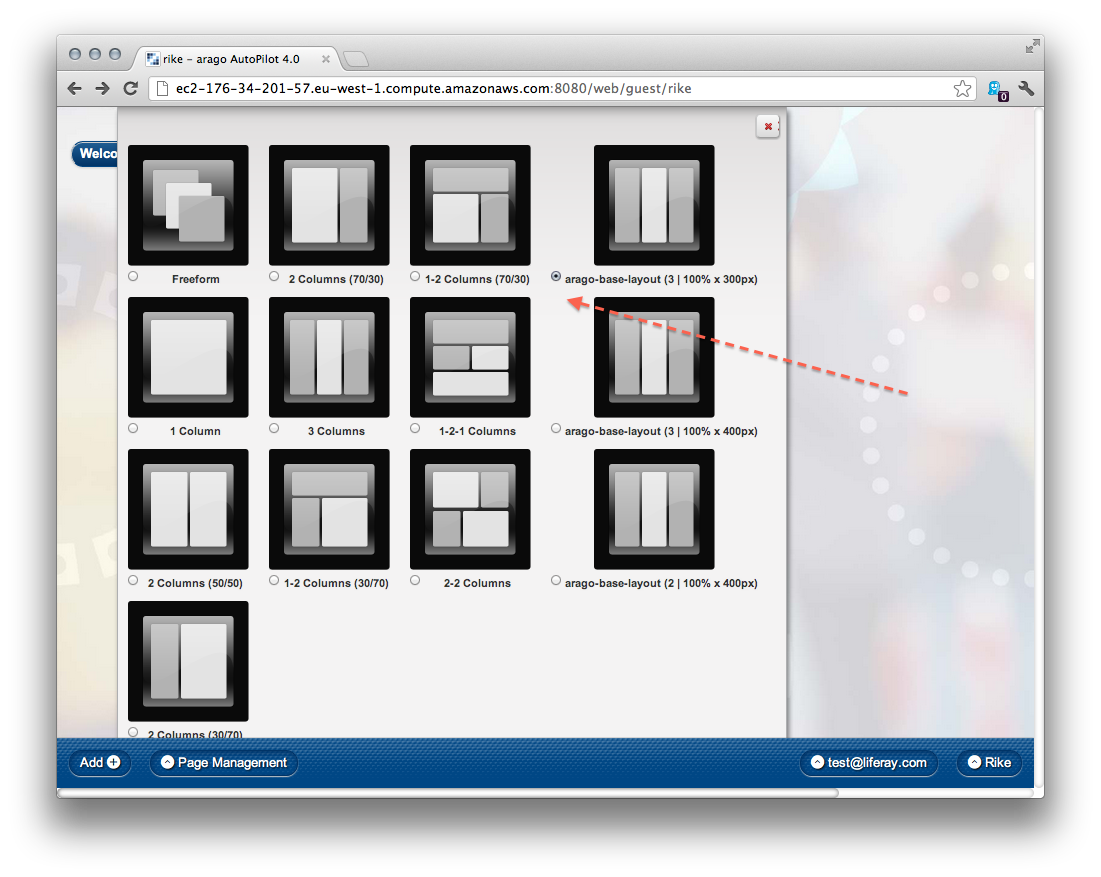 rike – arago AutoPilot 4.0
ec2-176-34-201-57.eu-west-1.compute.amazonaws.com:8080/web/guest/rike
0
Welco
Freeform
2 Columns (70/30)
1-2 Columns (70/30)
arago-base-layout (3 | 100% x 300px)
1 Column
3 Columns
1-2-1 Columns
arago-base-layout (3 | 100% x 400px)
2 Columns (50/50)
1-2 Columns (30/70)
2-2 Columns
arago-base-layout (2 | 100% x 400px)
2 Columns (30/70)
Add
Page Management
test@liferay.com
Rike